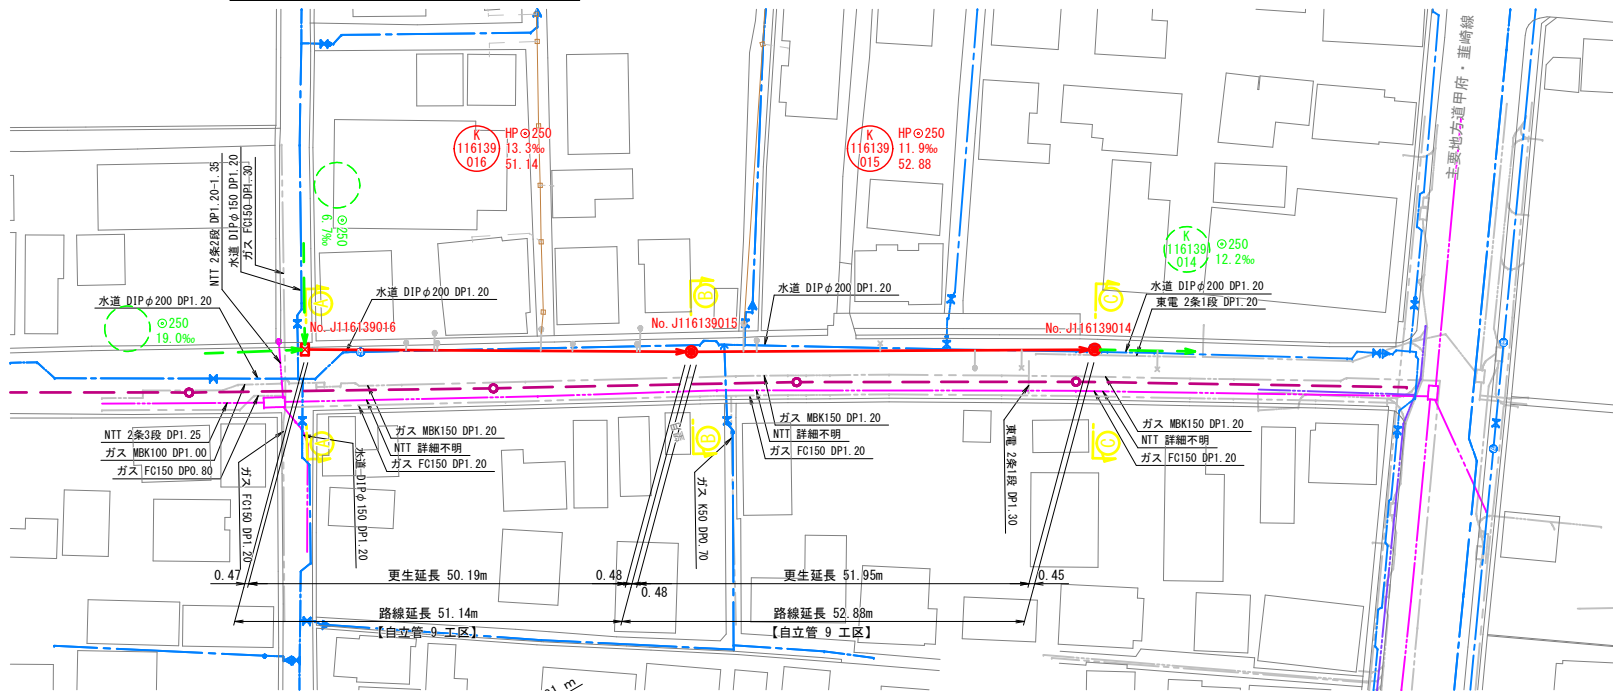 主要地方道甲府・韮崎線
K
116139
016
HP⊙250
13.3‰
51.14
K
116139
015
HP⊙250
11.9‰
52.88
K
116139
014
⊙250
12.2‰
NTT 2条2段 DP1.20-1.35
水道 DIPφ150 DP1.20
ガス FC150 DP1.30
⊙250
6.7‰
水道 DIPφ200 DP1.20
⊙250
19.0‰
水道 DIPφ200 DP1.20
水道 DIPφ200 DP1.20
水道 DIPφ200 DP1.20
東電 2条1段 DP1.20
A
B
C
No. J116139016
No. J116139015
No. J116139014
NTT 2条3段 DP1.25
ガス MBK100 DP1.00
ガス FC150 DP0.80
ガス FC150 DP1.20
水道 DIPφ150 DP1.20
ガス MBK150 DP1.20
NTT 詳細不明
ガス FC150 DP1.20
ガス K50 DP0.70
ガス MBK150 DP1.20
NTT 詳細不明
ガス FC150 DP1.20
東電 2条1段 DP1.30
ガス MBK150 DP1.20
NTT 詳細不明
ガス FC150 DP1.20
A
B
C
0.47
更生延長 50.19m
0.48
0.48
更生延長 51.95m
0.45
路線延長 51.14m
【自立管 9 工区】
路線延長 52.88m
【自立管 9 工区】